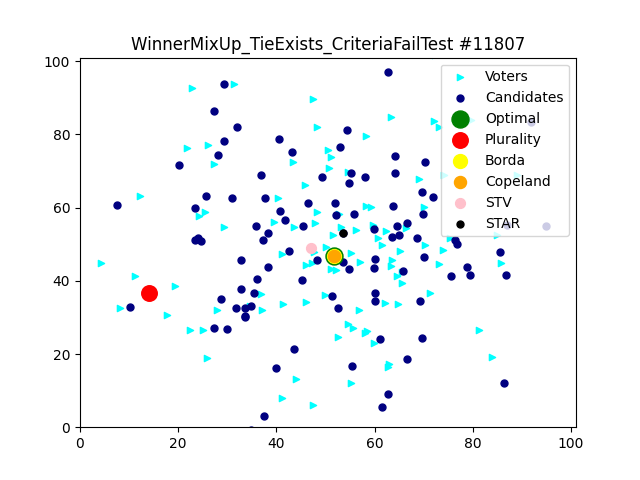 WinnerMixUp_TieExists_CriteriaFailTest #11807
100
80
60
40
20
0
0
20
40
60
80
100
Voters
Candidates
Optimal
Plurality
Borda
Copeland
STV
STAR